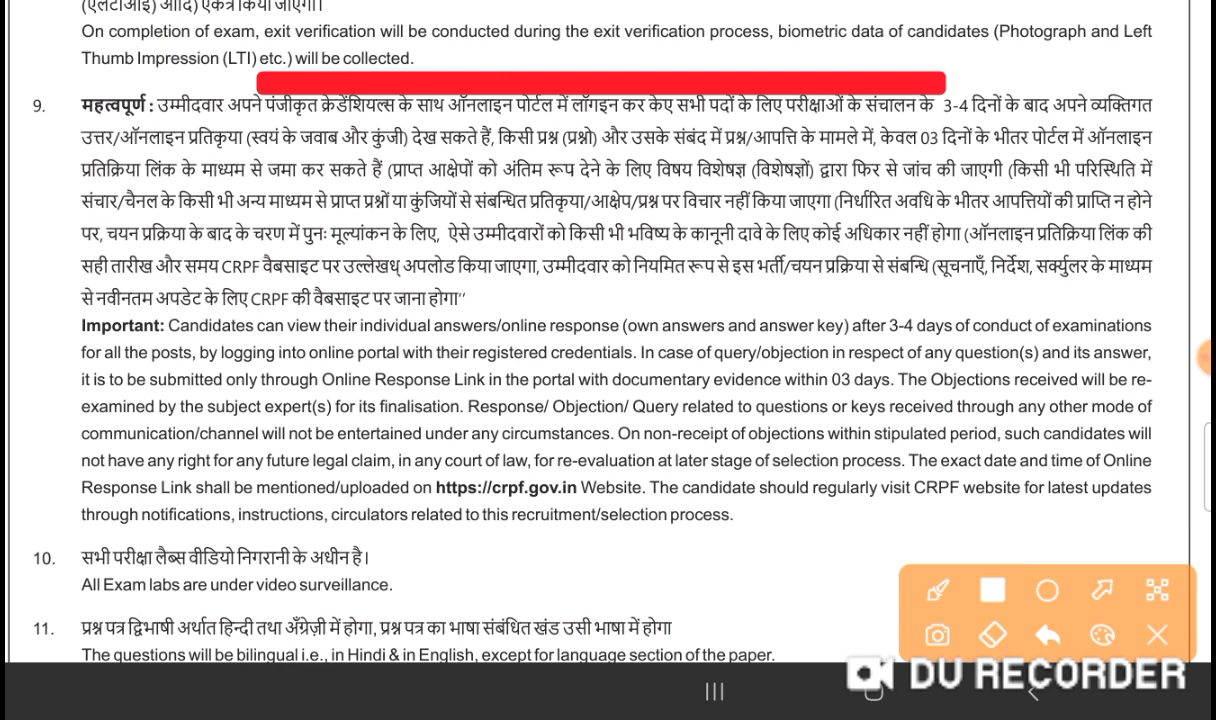 (एलटीआई) आदि) एकत्र किया जाएगा।
On completion of exam, exit verification will be conducted during the exit verification process, biometric data of candidates (Photograph and Left
Thumb Impression (LTI) etc.) will be collected.
9. महत्वपूर्ण : उम्मीदवार अपने पंजीकृत क्रेडेंशियल्स के साथ ऑनलाइन पोर्टल में लॉगइन कर केए सभी पदों के लिए परीक्षाओं के संचालन के 3-4 दिनों के बाद अपने व्यक्तिगत
उत्तर/ऑनलाइन प्रतिकृया (स्वयं के जवाब और कुंजी) देख सकते हैं, किसी प्रश्न (प्रश्नो) और उसके संबंद में प्रश्न/आपत्ति के मामले में, केवल 03 दिनों के भीतर पोर्टल में ऑनलाइन
प्रतिक्रिया लिंक के माध्यम से जमा कर सकते हैं (प्राप्त आक्षेपों को अंतिम रूप देने के लिए विषय विशेषज्ञ (विशेषज्ञों) द्वारा फिर से जांच की जाएगी (किसी भी परिस्थिति में
संचार/चैनल के किसी भी अन्य माध्यम से प्राप्त प्रश्नों या कुंजियों से संबन्धित प्रतिकृया/आक्षेप/प्रश्न पर विचार नहीं किया जाएगा (निर्धारित अवधि के भीतर आपत्तियों की प्राप्ति न होने
पर, चयन प्रक्रिया के बाद के चरण में पुनः मूल्यांकन के लिए, ऐसे उम्मीदवारों को किसी भी भविष्य के कानूनी दावे के लिए कोई अधिकार नहीं होगा (ऑनलाइन प्रतिक्रिया लिंक की
सही तारीख और समय CRPF वैबसाइट पर उल्लेखध् अपलोड किया जाएगा, उम्मीदवार को नियमित रूप से इस भर्ती/चयन प्रक्रिया से संबन्धि (सूचनाएँ, निर्देश, सर्क्युलर के माध्यम
से नवीनतम अपडेट के लिए CRPF की वैबसाइट पर जाना होगा''
Important: Candidates can view their individual answers/online response (own answers and answer key) after 3-4 days of conduct of examinations
for all the posts, by logging into online portal with their registered credentials. In case of query/objection in respect of any question(s) and its answer,
it is to be submitted only through Online Response Link in the portal with documentary evidence within 03 days. The Objections received will be re-
examined by the subject expert(s) for its finalisation. Response/ Objection/ Query related to questions or keys received through any other mode of
communication/channel will not be entertained under any circumstances. On non-receipt of objections within stipulated period, such candidates will
not have any right for any future legal claim, in any court of law, for re-evaluation at later stage of selection process. The exact date and time of Online
Response Link shall be mentioned/uploaded on https://crpf.gov.in Website. The candidate should regularly visit CRPF website for latest updates
through notifications, instructions, circulators related to this recruitment/selection process.
10. सभी परीक्षा लैब्स वीडियो निगरानी के अधीन है।
All Exam labs are under video surveillance.
11. प्रश्न पत्र द्विभाषी अर्थात हिन्दी तथा अँग्रेज़ी में होगा, प्रश्न पत्र का भाषा संबंधित खंड उसी भाषा में होगा
The questions will be bilingual i.e., in Hindi & in English, except for language section of the paper.
DU RECORDER